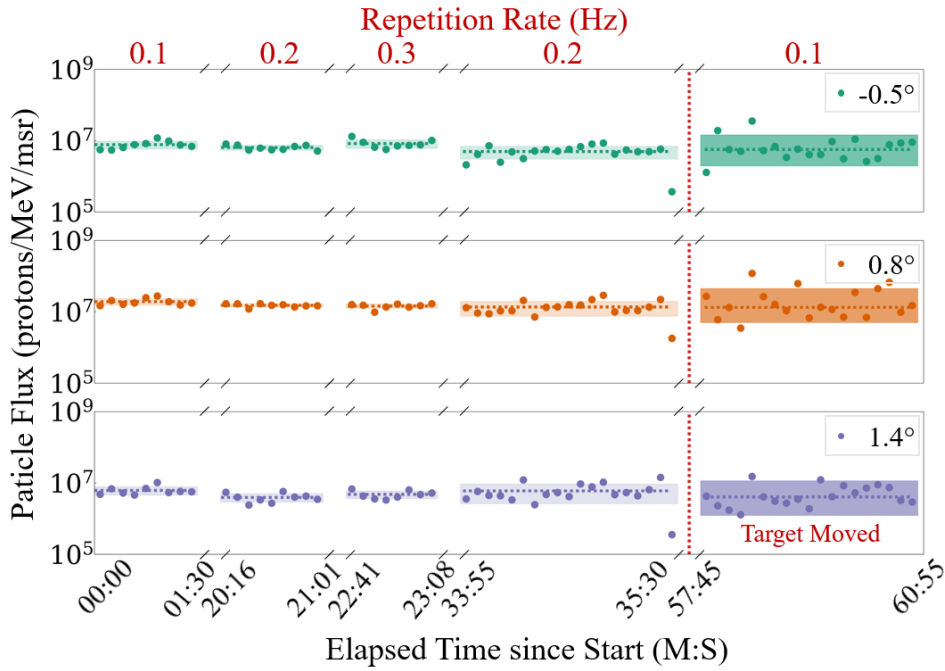 Repetition Rate (Hz)
0.1 0.2 0.3 0.2 0.1
Paticle Flux (protons/MeV/msr)
10⁹
10⁷
10⁵
-0.5°
10⁹
10⁷
10⁵
0.8°
10⁹
10⁷
10⁵
1.4°
Target Moved
00:00 01:30 20:16 21:01 22:41 23:08 33:55 35:30 57:45 60:55
Elapsed Time since Start (M:S)